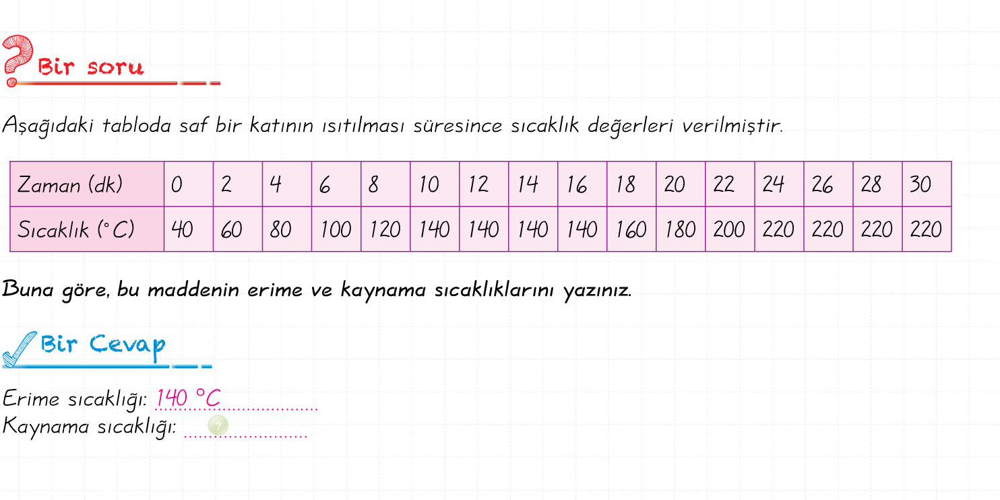 ?
Bir soru
Aşağıdaki tabloda saf bir katının ısıtılması süresince sıcaklık değerleri verilmiştir.
Zaman (dk) 0 2 4 6 8 10 12 14 16 18 20 22 24 26 28 30
Sıcaklık (°C) 40 60 80 100 120 140 140 140 140 160 180 200 220 220 220 220
Buna göre, bu maddenin erime ve kaynama sıcaklıklarını yazınız.
Bir Cevap
Erime sıcaklığı: 140 °C
Kaynama sıcaklığı: ?